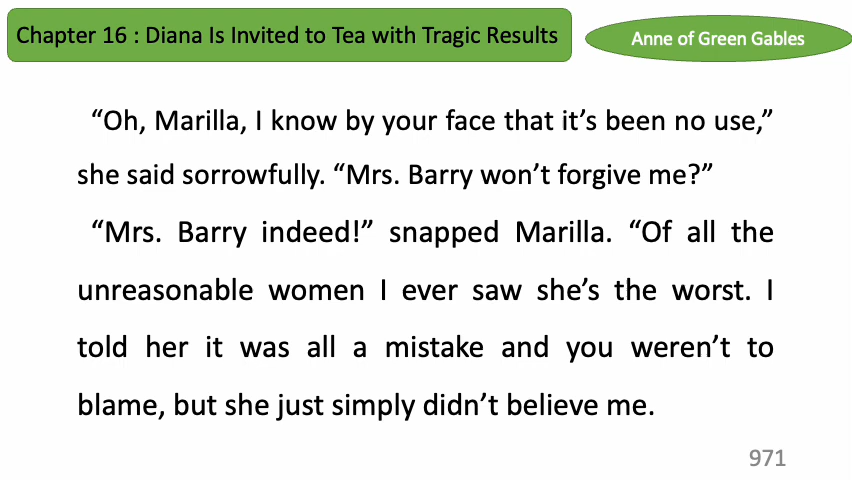 Chapter 16 : Diana Is Invited to Tea with Tragic Results
Anne of Green Gables
“Oh, Marilla, I know by your face that it’s been no use,”
she said sorrowfully. “Mrs. Barry won’t forgive me?”
“Mrs. Barry indeed!” snapped Marilla. “Of all the
unreasonable women I ever saw she’s the worst. I
told her it was all a mistake and you weren’t to
blame, but she just simply didn’t believe me.
971